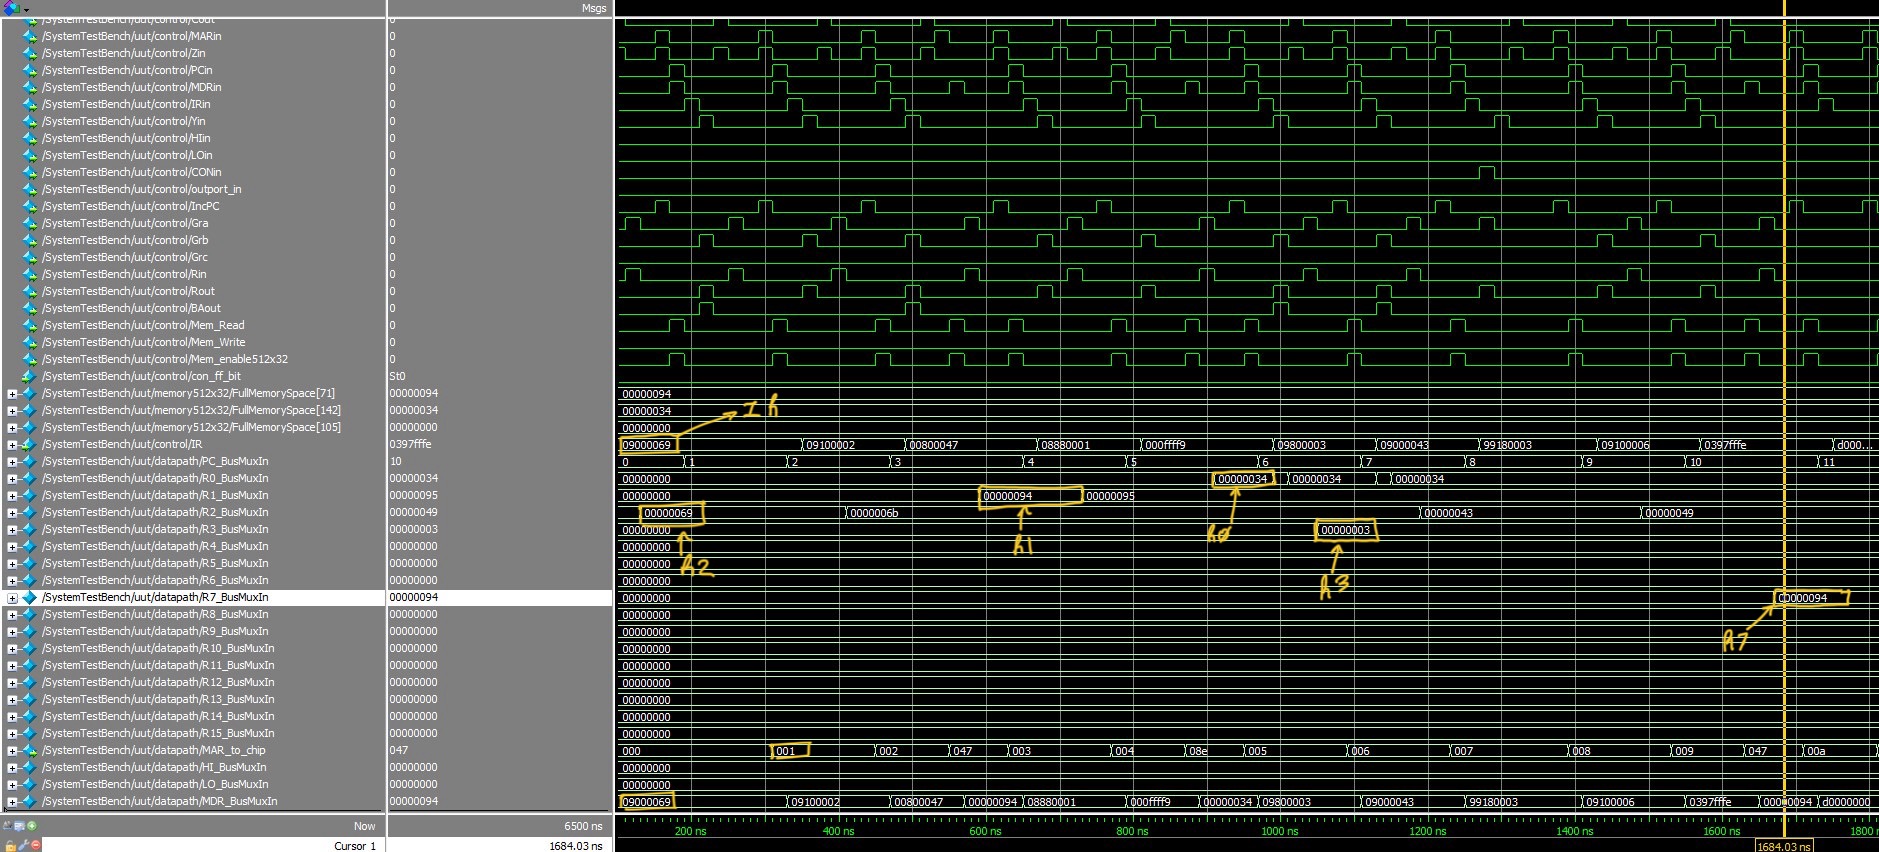 Msgs
/SystemTestBench/uut/control/Cout 0
/SystemTestBench/uut/control/MARin 0
/SystemTestBench/uut/control/Zin 0
/SystemTestBench/uut/control/PCin 0
/SystemTestBench/uut/control/MDRin 0
/SystemTestBench/uut/control/IRin 0
/SystemTestBench/uut/control/Yin 0
/SystemTestBench/uut/control/HIin 0
/SystemTestBench/uut/control/LOin 0
/SystemTestBench/uut/control/CONin 0
/SystemTestBench/uut/control/outport_in 0
/SystemTestBench/uut/control/IncPC 0
/SystemTestBench/uut/control/Gra 0
/SystemTestBench/uut/control/Grb 0
/SystemTestBench/uut/control/Grc 0
/SystemTestBench/uut/control/Rin 0
/SystemTestBench/uut/control/Rout 0
/SystemTestBench/uut/control/BAout 0
/SystemTestBench/uut/control/Mem_Read 0
/SystemTestBench/uut/control/Mem_Write 0
/SystemTestBench/uut/control/Mem_enable512x32 0
/SystemTestBench/uut/control/con_ff_bit St0
/SystemTestBench/uut/memory512x32/FullMemorySpace[71] 00000094 00000094
/SystemTestBench/uut/memory512x32/FullMemorySpace[142] 00000034 00000034 IR
/SystemTestBench/uut/memory512x32/FullMemorySpace[105] 00000000 00000000
/SystemTestBench/uut/control/IR 0397fffe 09000069 09100002 00800047 08880001 000ffff9 09800003 09000043 99180003 09100006 0397fffe d000...
/SystemTestBench/uut/datapath/PC_BusMuxIn 10 0 1 2 3 4 5 6 7 8 9 10 11
/SystemTestBench/uut/datapath/R0_BusMuxIn 00000034 00000000 00000034 00000034 00000034
/SystemTestBench/uut/datapath/R1_BusMuxIn 00000095 00000000 00000094 00000095
/SystemTestBench/uut/datapath/R2_BusMuxIn 00000049 00000069 0000006b 00000043 00000049
/SystemTestBench/uut/datapath/R3_BusMuxIn 00000003 00000000 00000003
R0 R1
/SystemTestBench/uut/datapath/R4_BusMuxIn 00000000 00000000
/SystemTestBench/uut/datapath/R5_BusMuxIn 00000000 00000000 R2
/SystemTestBench/uut/datapath/R6_BusMuxIn 00000000 00000000 R3
/SystemTestBench/uut/datapath/R7_BusMuxIn 00000094 00000000 00000094
/SystemTestBench/uut/datapath/R8_BusMuxIn 00000000 00000000
/SystemTestBench/uut/datapath/R9_BusMuxIn 00000000 00000000 R7
/SystemTestBench/uut/datapath/R10_BusMuxIn 00000000 00000000
/SystemTestBench/uut/datapath/R11_BusMuxIn 00000000 00000000
/SystemTestBench/uut/datapath/R12_BusMuxIn 00000000 00000000
/SystemTestBench/uut/datapath/R13_BusMuxIn 00000000 00000000
/SystemTestBench/uut/datapath/R14_BusMuxIn 00000000 00000000
/SystemTestBench/uut/datapath/R15_BusMuxIn 00000000 00000000
/SystemTestBench/uut/datapath/MAR_to_chip 047 000 001 002 047 003 004 08e 005 006 007 008 009 047 00a
/SystemTestBench/uut/datapath/HI_BusMuxIn 00000000 00000000
/SystemTestBench/uut/datapath/LO_BusMuxIn 00000000 00000000
/SystemTestBench/uut/datapath/MDR_BusMuxIn 00000094 09000069 09100002 00800047 00000094 08880001 000ffff9 00000034 09800003 09000043 99180003 09100006 0397fffe 00000094 d0000000
Now 6500 ns 200 ns 400 ns 600 ns 800 ns 1000 ns 1200 ns 1400 ns 1600 ns 1800
Cursor 1 1684.03 ns 1684.03 ns